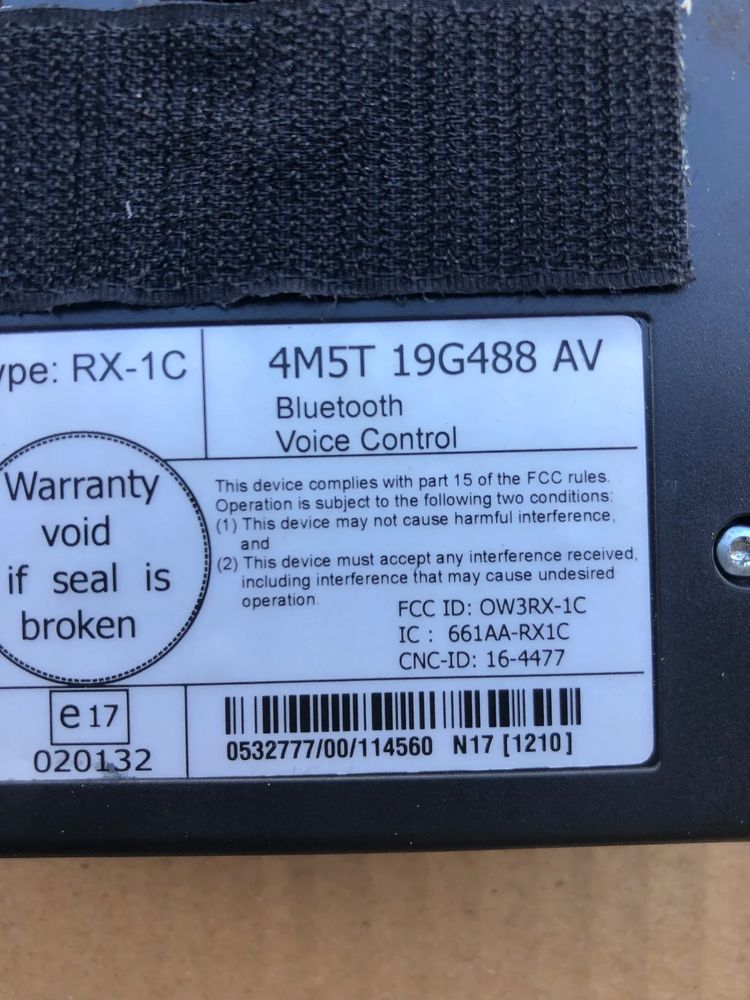 ype: RX-1C
4M5T 19G488 AV
Bluetooth
Voice Control
Warranty
void
if seal is
broken
This device complies with part 15 of the FCC rules.
Operation is subject to the following two conditions:
(1) This device may not cause harmful interference,
and
(2) This device must accept any interference received,
including interference that may cause undesired
operation.
FCC ID: OW3RX-1C
IC : 661AA-RX1C
CNC-ID: 16-4477
e 17
020132
0532777/00/114560 N17 [1210]